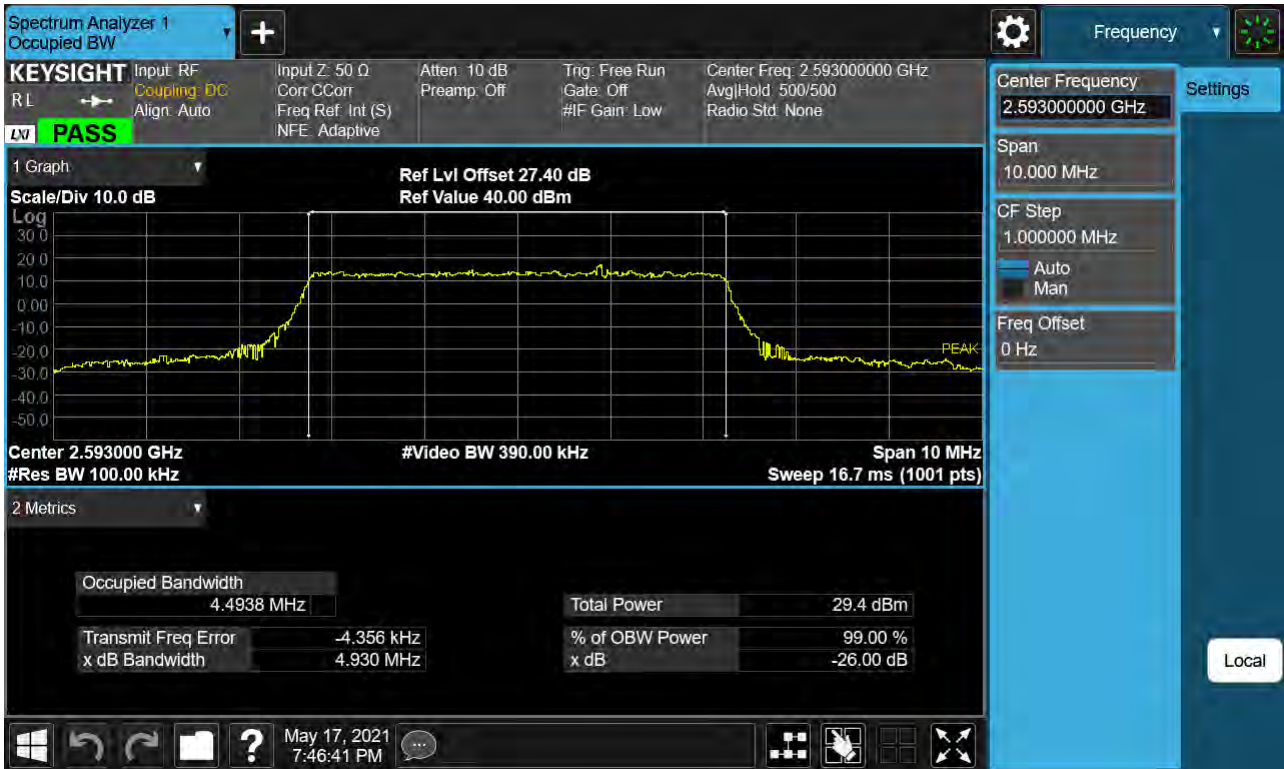 Spectrum Analyzer 1
Occupied BW
Frequency
KEYSIGHT
R L
LXI
PASS
Input: RF
Coupling: DC
Align: Auto
Input Z: 50 Ω
Corr CCorr
Freq Ref: Int (S)
NFE: Adaptive
Atten: 10 dB
Preamp: Off
Trig: Free Run
Gate: Off
#IF Gain: Low
Center Freq: 2.593000000 GHz
Avg|Hold: 500/500
Radio Std: None
1 Graph
Scale/Div 10.0 dB
Ref Lvl Offset 27.40 dB
Ref Value 40.00 dBm
Log
30.0
20.0
10.0
0.00
-10.0
-20.0
-30.0
-40.0
-50.0
PEAK
Center 2.593000 GHz
#Video BW 390.00 kHz
Span 10 MHz
#Res BW 100.00 kHz
Sweep 16.7 ms (1001 pts)
2 Metrics
Occupied Bandwidth
4.4938 MHz
Total Power 29.4 dBm
Transmit Freq Error -4.356 kHz
% of OBW Power 99.00 %
x dB Bandwidth 4.930 MHz
x dB -26.00 dB
Center Frequency
2.593000000 GHz
Settings
Span
10.000 MHz
CF Step
1.000000 MHz
Auto
Man
Freq Offset
0 Hz
Local
?
May 17, 2021
7:46:41 PM